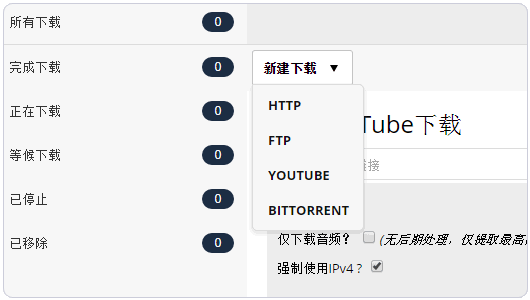 所有下载 0
完成下载 0
正在下载 0
等候下载 0
已停止 0
已移除 0
新建下载 ▼
HTTP
FTP
YOUTUBE
BITTORRENT
Tube下载
链接
仅下载音频？ (无后期处理，仅提取最高
强制使用IPv4？